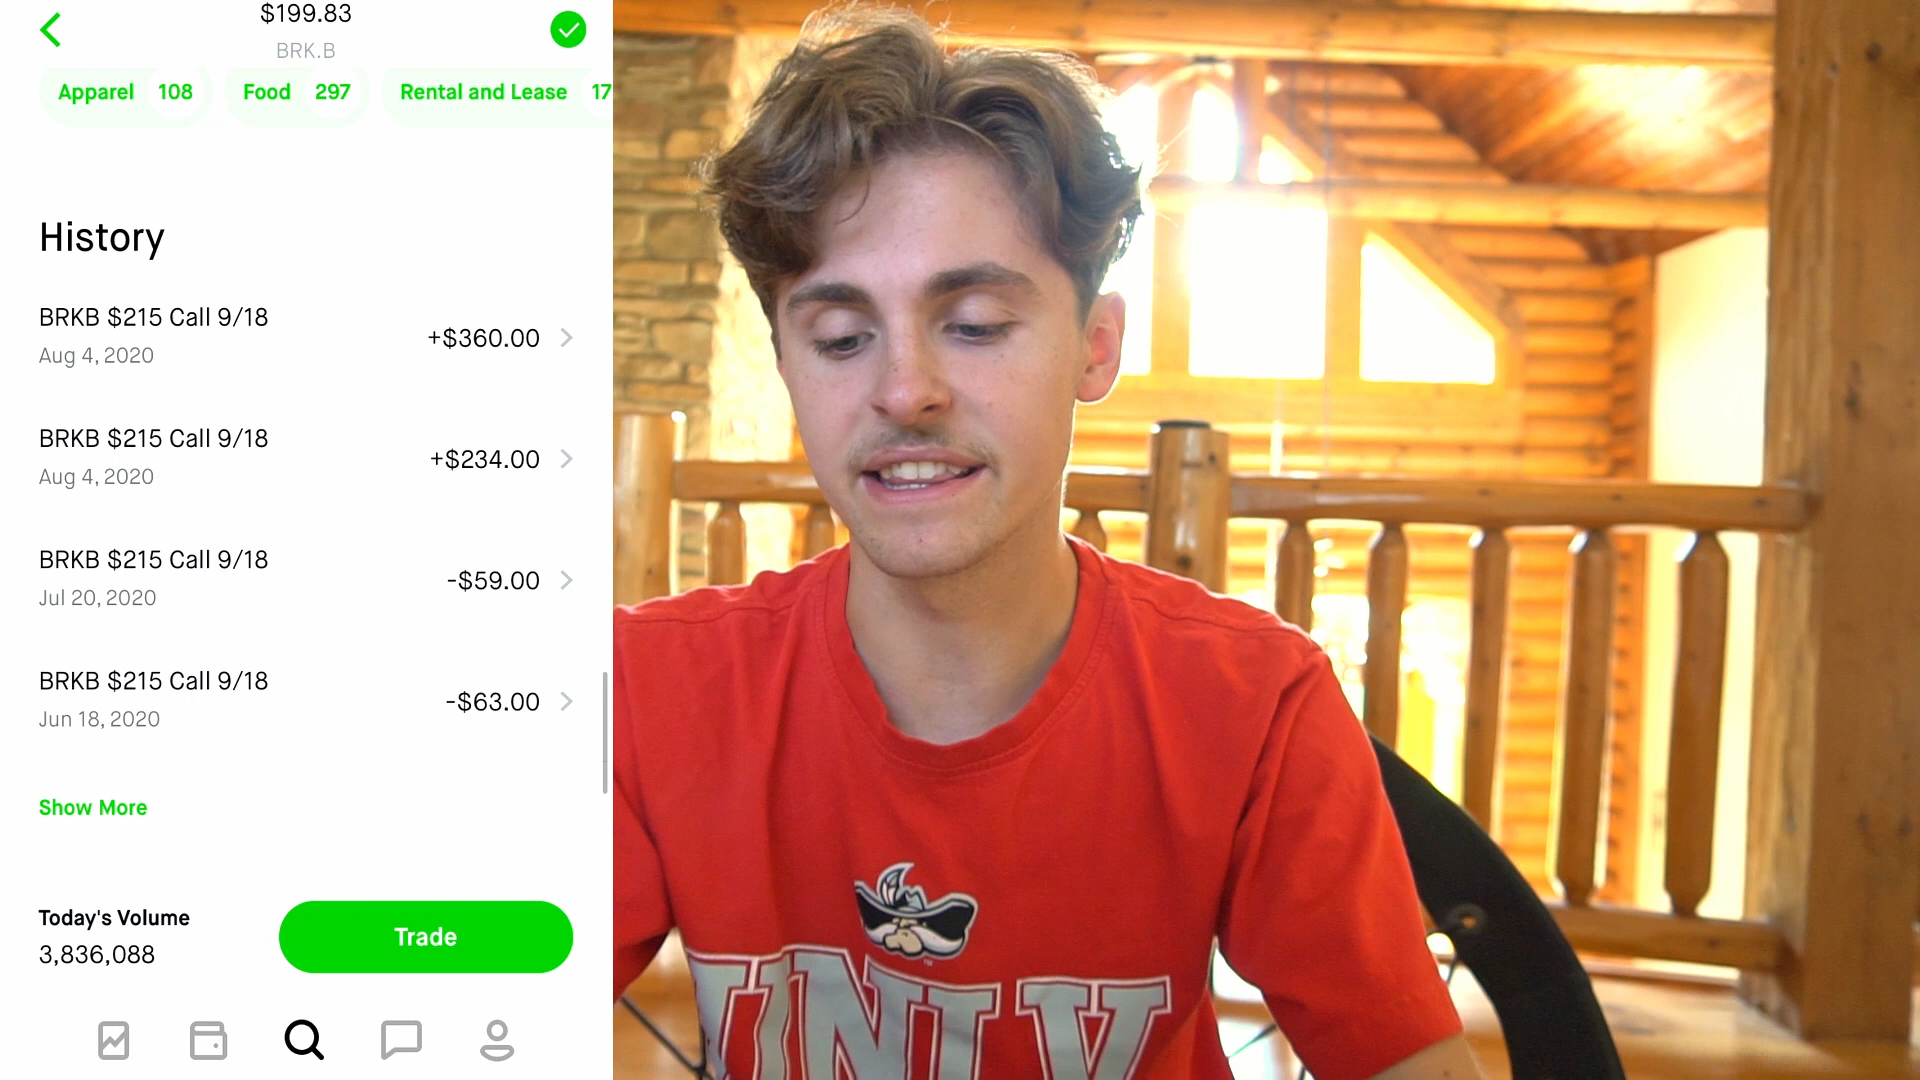 $199.83
BRK.B
Apparel 108 Food 297 Rental and Lease 17
History
BRKB $215 Call 9/18
Aug 4, 2020
+$360.00
BRKB $215 Call 9/18
Aug 4, 2020
+$234.00
BRKB $215 Call 9/18
Jul 20, 2020
-$59.00
BRKB $215 Call 9/18
Jun 18, 2020
-$63.00
Show More
Today's Volume
3,836,088
Trade
TM
UNLV